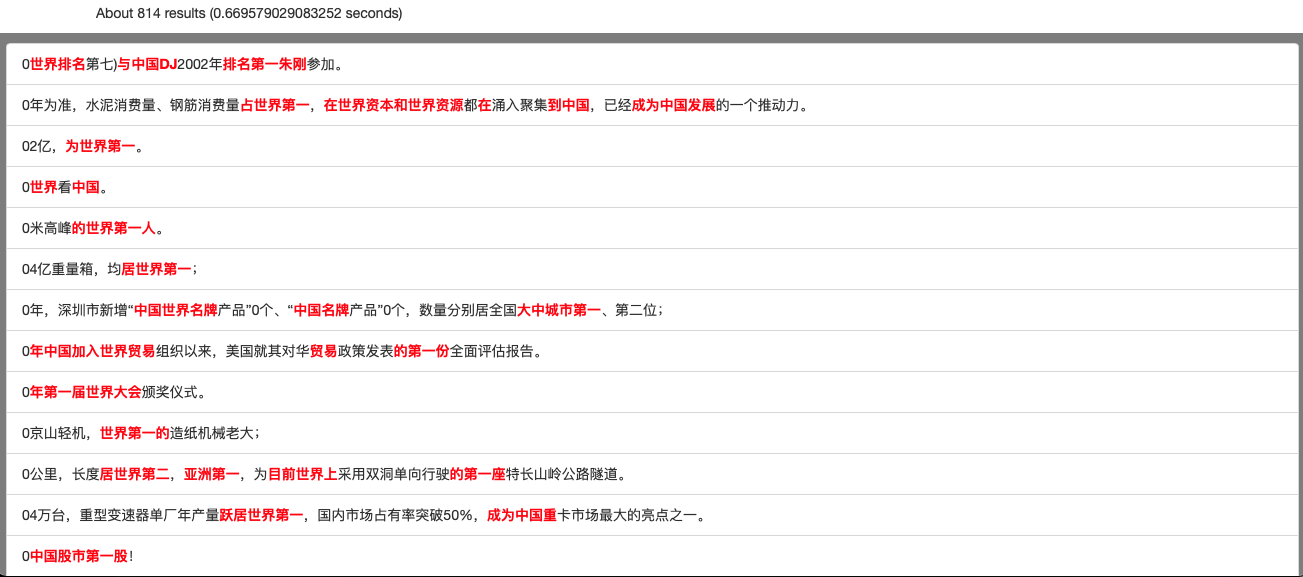 About 814 results (0.669579029083252 seconds)
0世界排名第七)与中国DJ2002年排名第一朱刚参加。
0年为准，水泥消费量、钢筋消费量占世界第一，在世界资本和世界资源都在涌入聚集到中国，已经成为中国发展的一个推动力。
02亿，为世界第一。
0世界看中国。
0米高峰的世界第一人。
04亿重量箱，均居世界第一；
0年，深圳市新增“中国世界名牌产品”0个、“中国名牌产品”0个，数量分别居全国大中城市第一、第二位；
0年中国加入世界贸易组织以来，美国就其对华贸易政策发表的第一份全面评估报告。
0年第一届世界大会颁奖仪式。
0京山轻机，世界第一的造纸机械老大；
0公里，长度居世界第二，亚洲第一，为目前世界上采用双洞单向行驶的第一座特长山岭公路隧道。
04万台，重型变速器单厂年产量跃居世界第一，国内市场占有率突破50%，成为中国重卡市场最大的亮点之一。
0中国股市第一股！